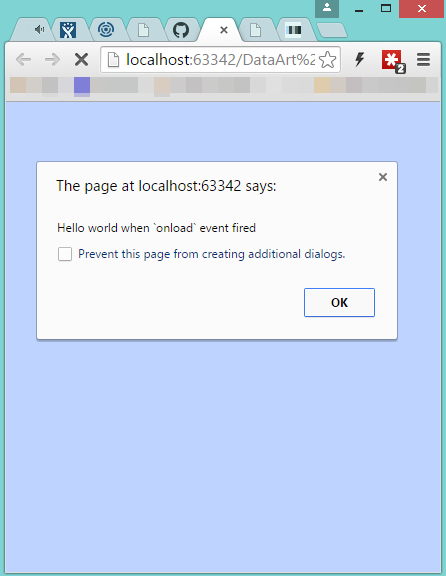 localhost:63342/DataArt%2
The page at localhost:63342 says:
Hello world when `onload` event fired
Prevent this page from creating additional dialogs.
OK
2